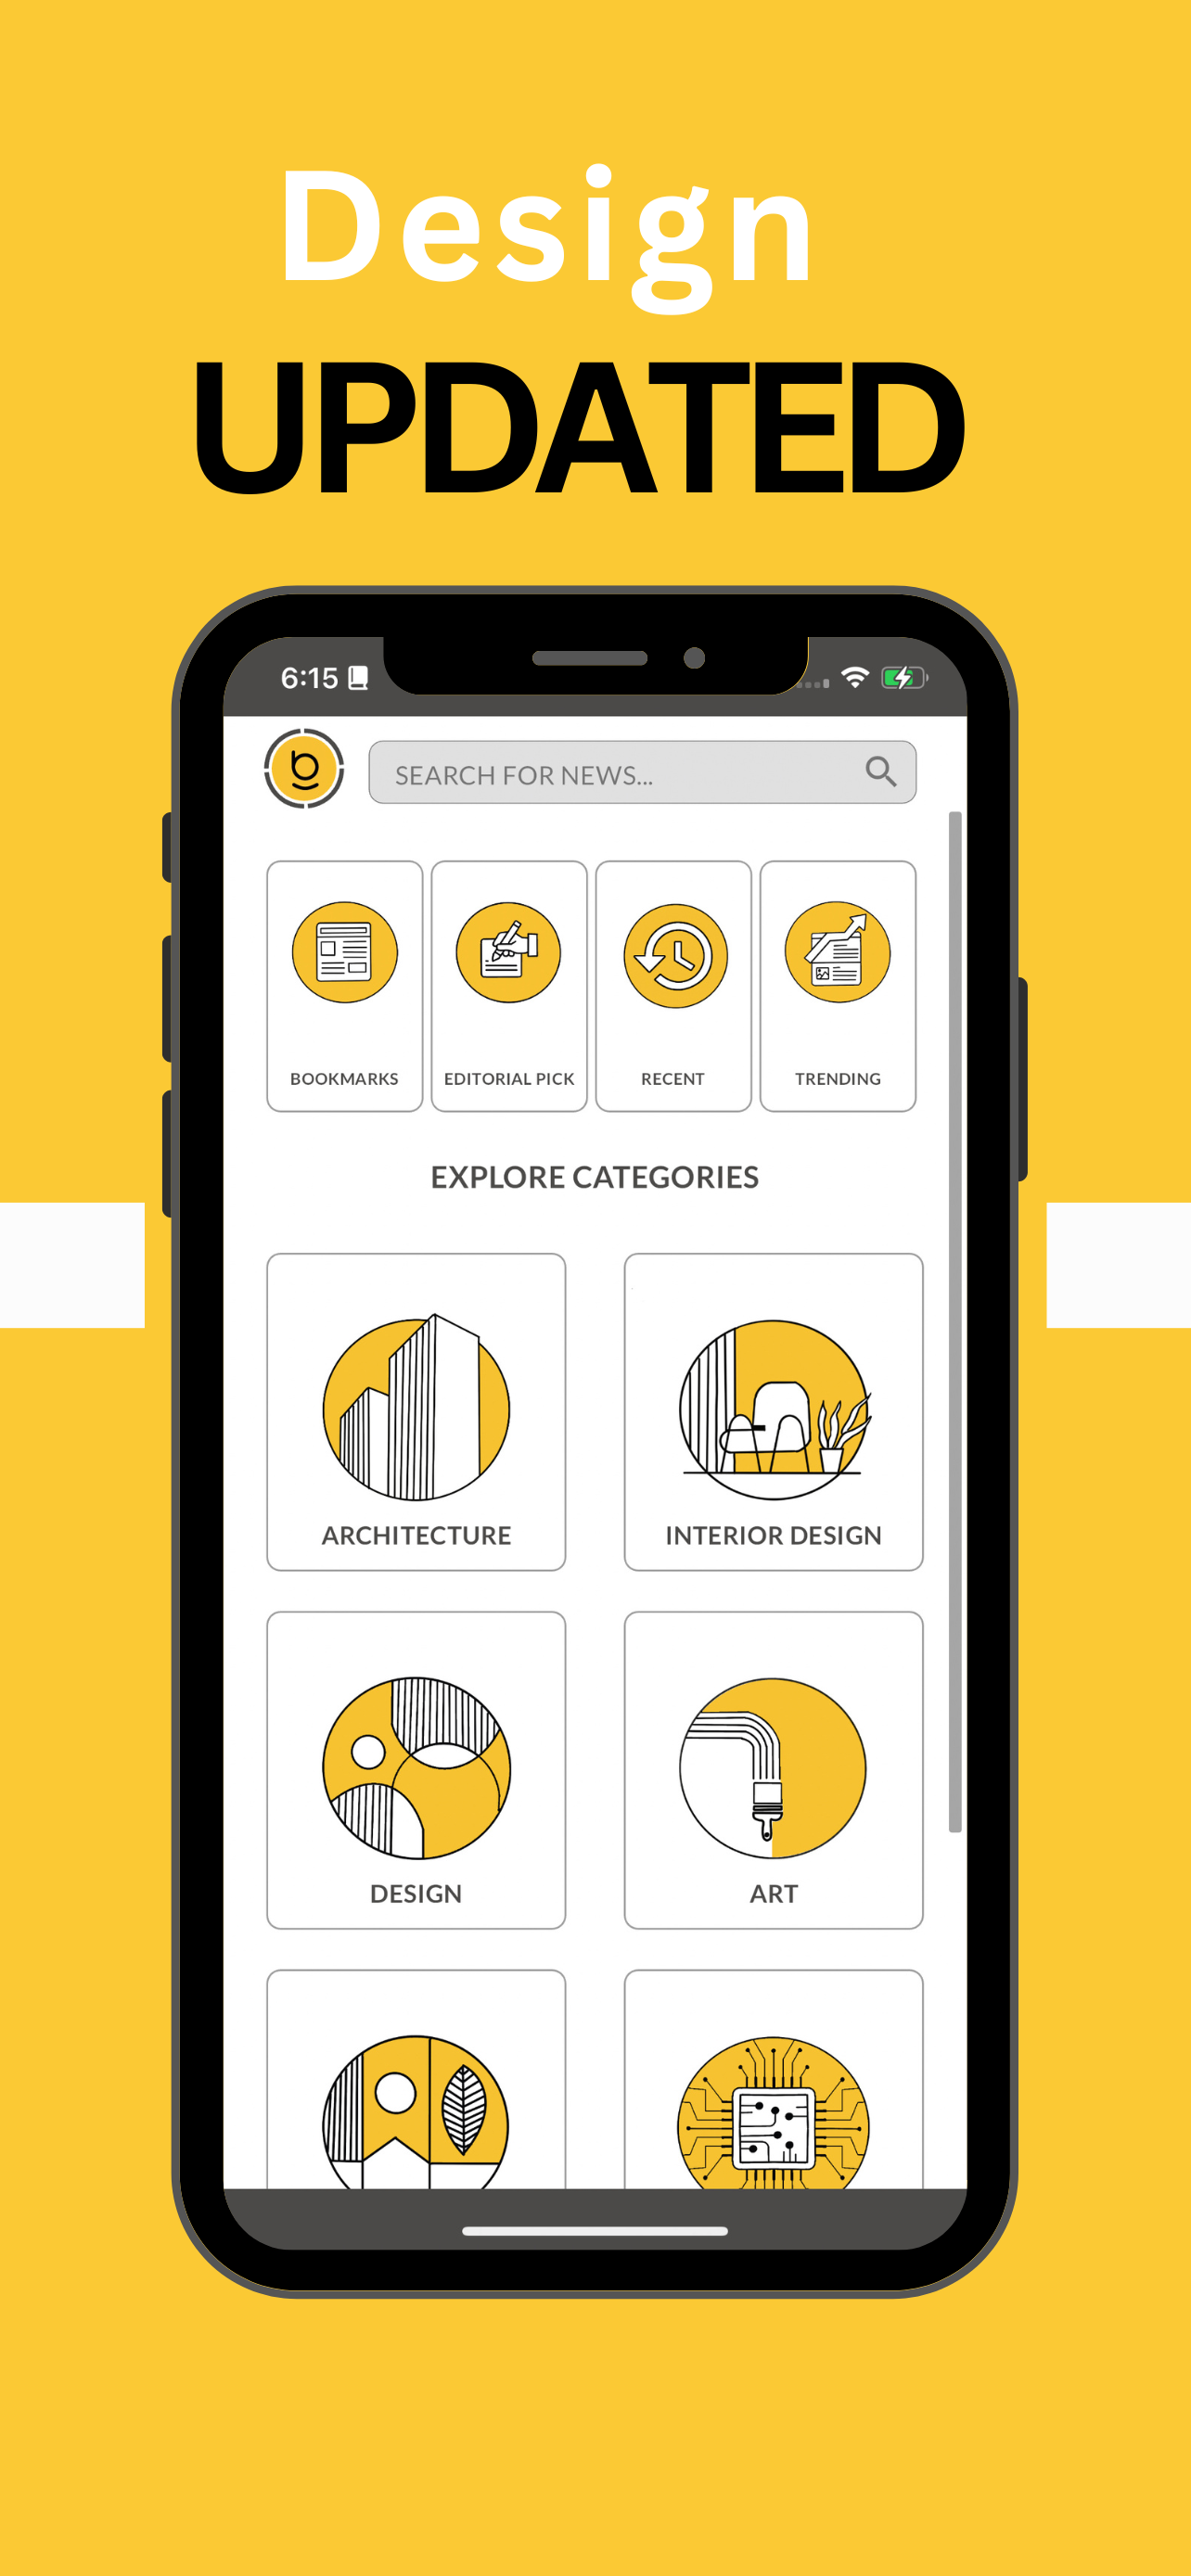 Design
UPDATED
6:15
b
SEARCH FOR NEWS...
BOOKMARKS
EDITORIAL PICK
RECENT
TRENDING
EXPLORE CATEGORIES
ARCHITECTURE
INTERIOR DESIGN
DESIGN
ART